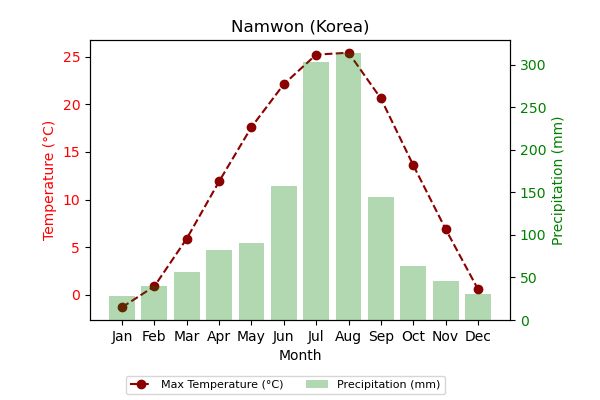 Namwon (Korea)
Temperature (°C)
25
20
15
10
5
0
300
250
200
150
100
50
0
Precipitation (mm)
Jan Feb Mar Apr May Jun Jul Aug Sep Oct Nov Dec
Month
Max Temperature (°C) Precipitation (mm)